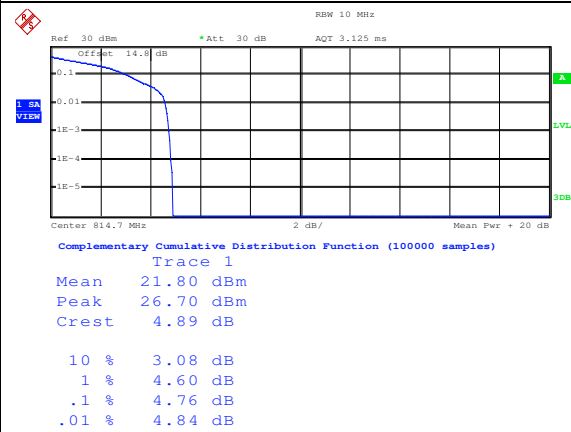 R S
RBW 10 MHz
Ref 30 dBm * Att 30 dB AQT 3.125 ms
Offset 14.8 dB
0.1
A
0.01
1 SA
VIEW
1E-3
LVL
1E-4
1E-5
3DB
Center 814.7 MHz 2 dB/ Mean Pwr + 20 dB
Complementary Cumulative Distribution Function (100000 samples)
Trace 1
Mean 21.80 dBm
Peak 26.70 dBm
Crest 4.89 dB
10 % 3.08 dB
1 % 4.60 dB
.1 % 4.76 dB
.01 % 4.84 dB